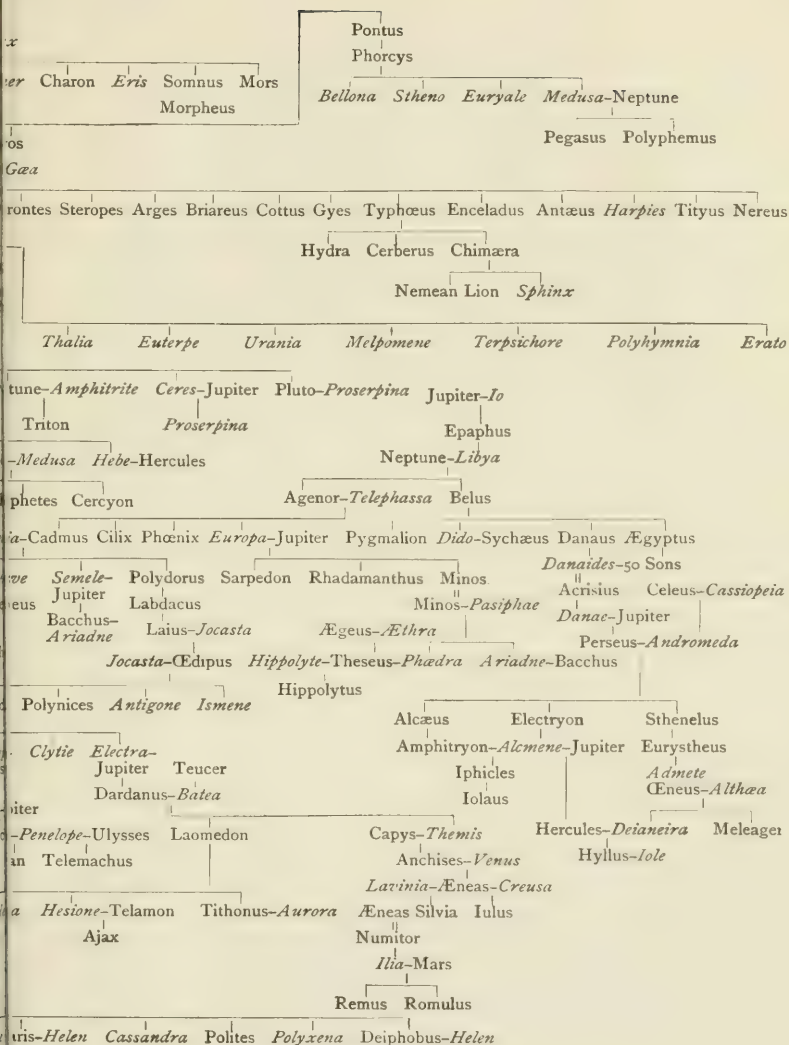 Pontus
x
Phorcys
er Charon Eris Somnus Mors
Bellona Stheno Euryale Medusa–Neptune
Morpheus
Pegasus Polyphemus
os
Gæa
rontes Steropes Arges Briareus Cottus Gyes Typhœus Enceladus Antæus Harpies Tityus Nereus
Hydra Cerberus Chimæra
Nemean Lion Sphinx
Thalia Euterpe Urania Melpomene Terpsichore Polyhymnia Erato
tune–Amphitrite Ceres–Jupiter Pluto–Proserpina Jupiter–Io
Triton Proserpina Epaphus
–Medusa Hebe–Hercules Neptune–Libya
phetes Cercyon Agenor–Telephassa Belus
a–Cadmus Cilix Phœnix Europa–Jupiter Pygmalion Dido–Sychæus Danaus Ægyptus
Danaides–50 Sons
ve Semele– Polydorus Sarpedon Rhadamanthus Minos
Jupiter Acrisius Celeus–Cassiopeia
eus Labdacus Minos–Pasiphae
Bacchus– Danae–Jupiter
Ariadne Laius–Jocasta Ægeus–Æthra
Perseus–Andromeda
Jocasta–Œdipus Hippolyte–Theseus–Phædra Ariadne–Bacchus
Hippolytus
Polynices Antigone Ismene
Alcæus Electryon Sthenelus
Clytie Electra– Amphitryon–Alcmene–Jupiter Eurystheus
Jupiter Teucer Iphicles Admete
Dardanus–Batea Iolaus Œneus–Althæa
iter
–Penelope–Ulysses Laomedon Capys–Themis Hercules–Deianeira Meleager
an Telemachus Anchises–Venus Hyllus–Iole
Lavinia–Æneas–Creusa
a Hesione–Telamon Tithonus–Aurora Æneas Silvia Iulus
Ajax Numitor
Ilia–Mars
Remus Romulus
ris–Helen Cassandra Polites Polyxena Deiphobus–Helen